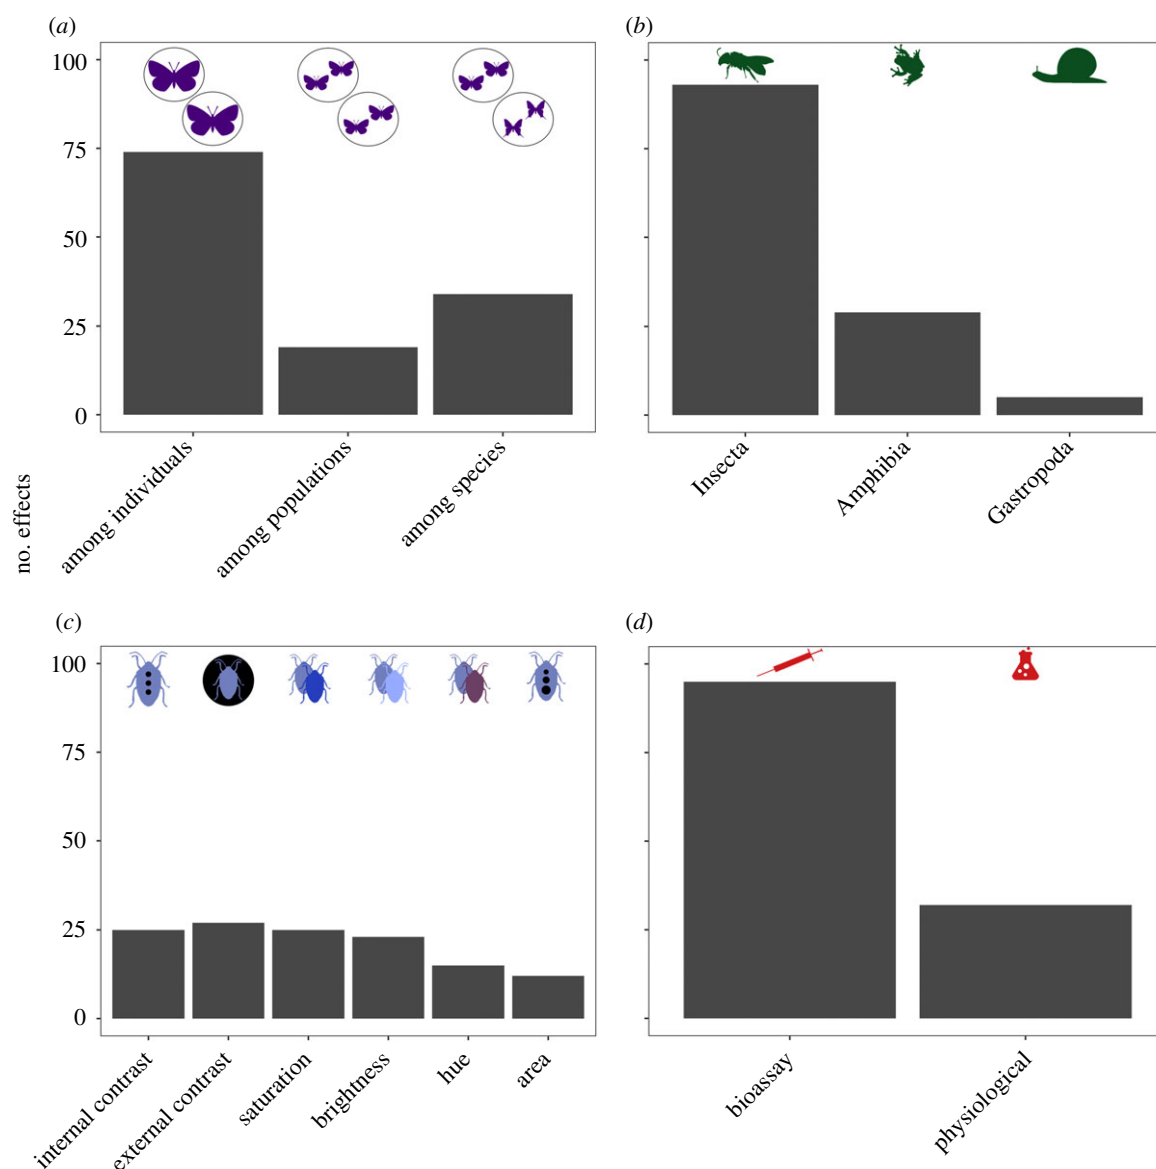 (a)
(b)
100
75
50
25
0
among individuals
among populations
among species
Insecta
Amphibia
Gastropoda
no. effects
(c)
(d)
100
75
50
25
0
internal contrast
external contrast
saturation
brightness
hue
area
bioassay
physiological